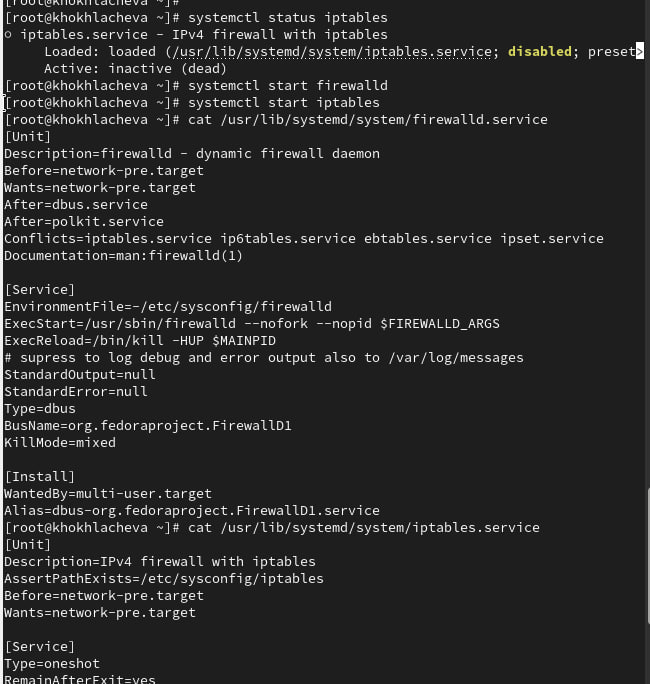 [root@khokhlacheva ~]#
[root@khokhlacheva ~]# systemctl status iptables
○ iptables.service - IPv4 firewall with iptables
     Loaded: loaded (/usr/lib/systemd/system/iptables.service; disabled; preset>
     Active: inactive (dead)
[root@khokhlacheva ~]# systemctl start firewalld
[root@khokhlacheva ~]# systemctl start iptables
[root@khokhlacheva ~]# cat /usr/lib/systemd/system/firewalld.service
[Unit]
Description=firewalld - dynamic firewall daemon
Before=network-pre.target
Wants=network-pre.target
After=dbus.service
After=polkit.service
Conflicts=iptables.service ip6tables.service ebtables.service ipset.service
Documentation=man:firewalld(1)

[Service]
EnvironmentFile=-/etc/sysconfig/firewalld
ExecStart=/usr/sbin/firewalld --nofork --nopid $FIREWALLD_ARGS
ExecReload=/bin/kill -HUP $MAINPID
# supress to log debug and error output also to /var/log/messages
StandardOutput=null
StandardError=null
Type=dbus
BusName=org.fedoraproject.FirewallD1
KillMode=mixed

[Install]
WantedBy=multi-user.target
Alias=dbus-org.fedoraproject.FirewallD1.service
[root@khokhlacheva ~]# cat /usr/lib/systemd/system/iptables.service
[Unit]
Description=IPv4 firewall with iptables
AssertPathExists=/etc/sysconfig/iptables
Before=network-pre.target
Wants=network-pre.target

[Service]
Type=oneshot
RemainAfterExit=yes